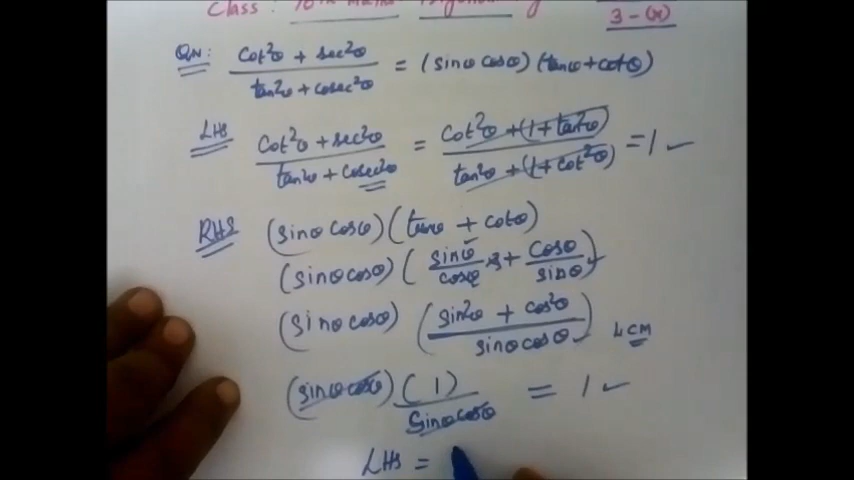 Class : 10th Maths Trigonometry
3-(x)
QN: cot²θ + sec²θ / tan²θ + cosec²θ = (sinθ cosθ) (tanθ + cotθ)
LHS cot²θ + sec²θ / tan²θ + cosec²θ = cot²θ + (1 + tan²θ) / tan²θ + (1 + cot²θ) = 1 ✓
RHS (sinθ cosθ) (tanθ + cotθ)
(sinθ cosθ) ( sinθ / cosθ + cosθ / sinθ )
(sinθ cosθ) ( sin²θ + cos²θ / sinθ cosθ ) LCM
(sinθ cosθ) (1) / sinθ cosθ = 1 ✓
LHS =